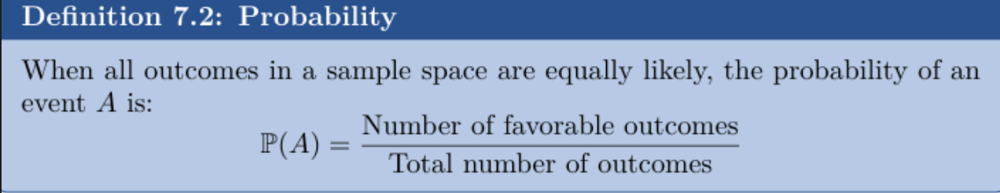 Definition 7.2: Probability
When all outcomes in a sample space are equally likely, the probability of an
event A is:
ℙ(A) = Number of favorable outcomes
Total number of outcomes